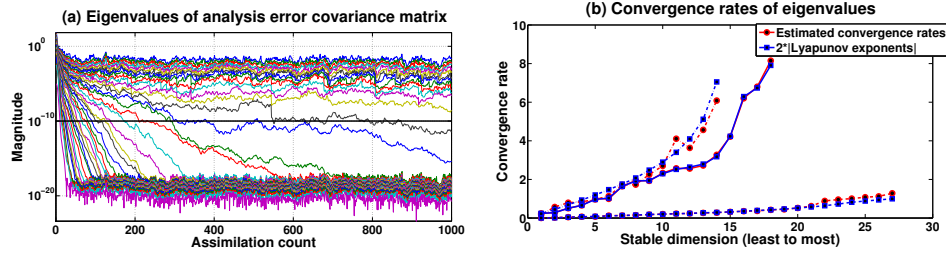 (a) Eigenvalues of analysis error covariance matrix
Magnitude
10^0
10^-10
10^-20
0
200
400
600
800
1000
Assimilation count
(b) Convergence rates of eigenvalues
Estimated convergence rates
2*|Lyapunov exponents|
Convergence rate
8
6
4
2
0
0
5
10
15
20
25
30
Stable dimension (least to most)